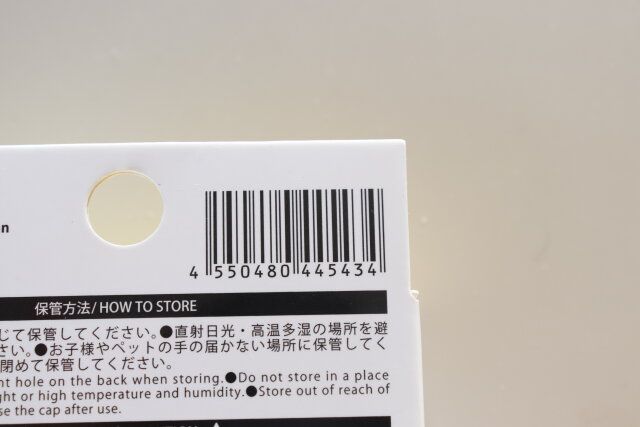 4 550480 445434
保管方法/HOW TO STORE
じて保管してください。●直射日光・高温多湿の場所を避
さい。●お子様やペットの手の届かない場所に保管してく
閉めて保管してください。
hole on the back when storing.●Do not store in a place
or high temperature and humidity.●Store out of reach of
the cap after use.